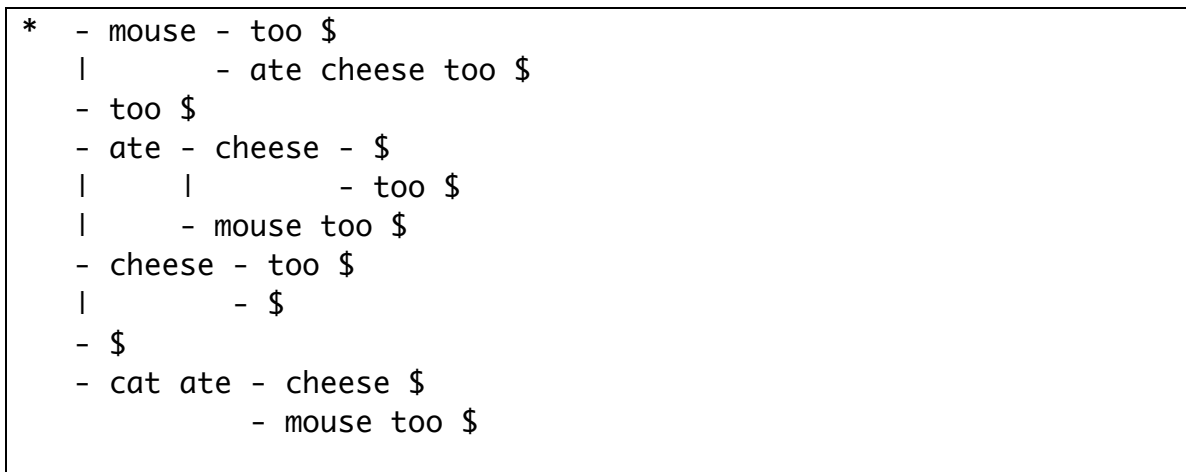 *  - mouse - too $
   |       - ate cheese too $
   - too $
   - ate - cheese - $
   |     |        - too $
   |     - mouse too $
   - cheese - too $
   |        - $
   - $
   - cat ate - cheese $
             - mouse too $